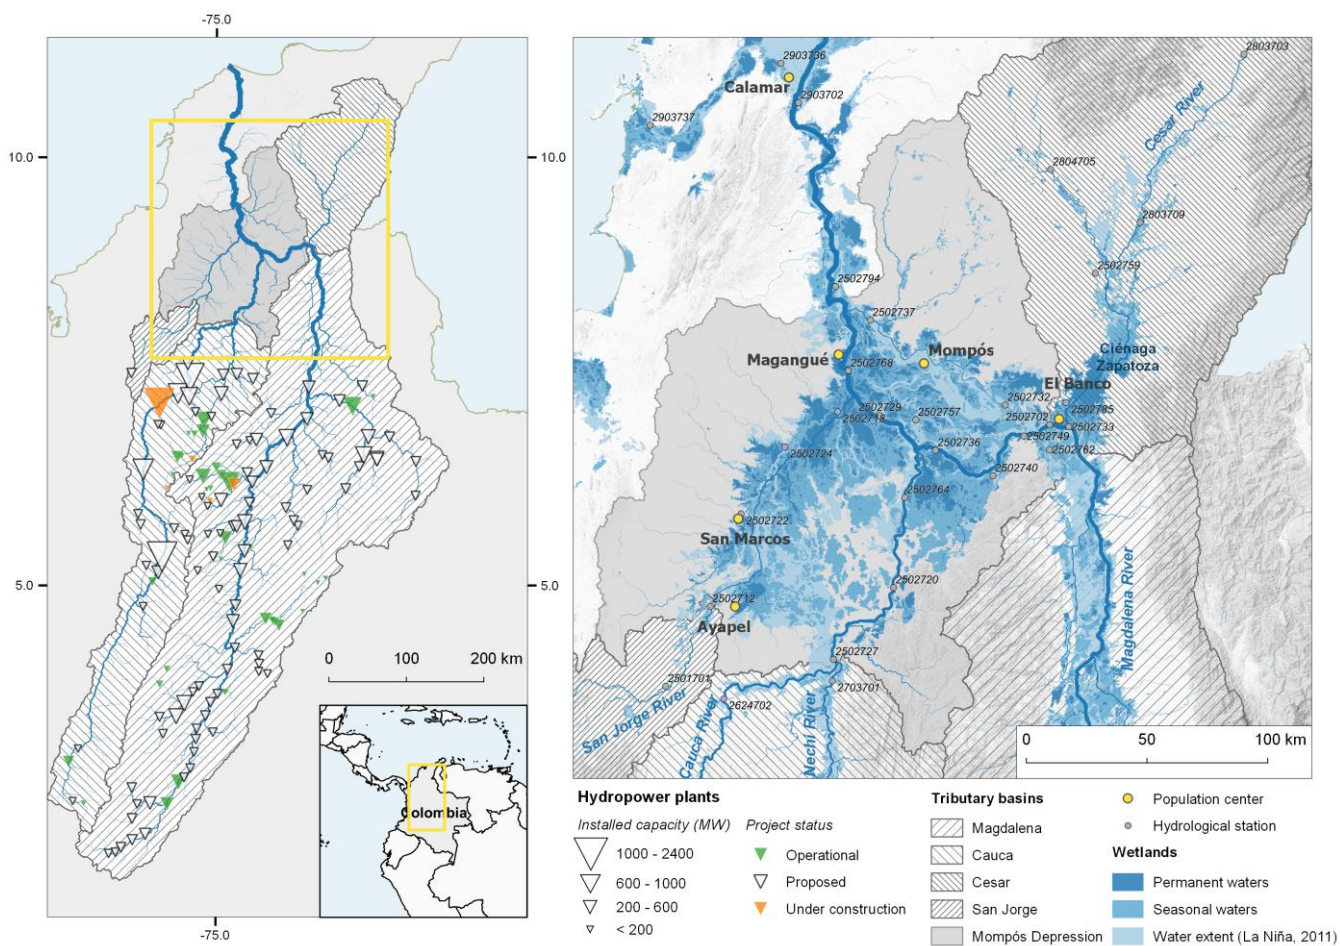 -75.0
10.0
10.0
5.0
5.0
0
100
200 km
Colombia
-75.0
2903736
2803703
Calamar
2903702
2903737
Cesar River
2804705
2803709
2502759
2502794
2502737
Ciénaga
Zapatoza
Magangué
2502768
Mompós
El Banco
2502732
2502729
2502718
2502757
2502702
2502785
2502733
2502749
2502762
2502736
2502724
2502740
2502764
2502722
San Marcos
2502720
2502712
Ayapel
Magdalena River
2502727
2501701
2703701
2624702
San Jorge River
Cauca River
Nechí River
0
50
100 km
Hydropower plants
Installed capacity (MW)
1000 - 2400
600 - 1000
200 - 600
< 200
Project status
Operational
Proposed
Under construction
Tributary basins
Magdalena
Cauca
Cesar
San Jorge
Mompós Depression
Population center
Hydrological station
Wetlands
Permanent waters
Seasonal waters
Water extent (La Niña, 2011)